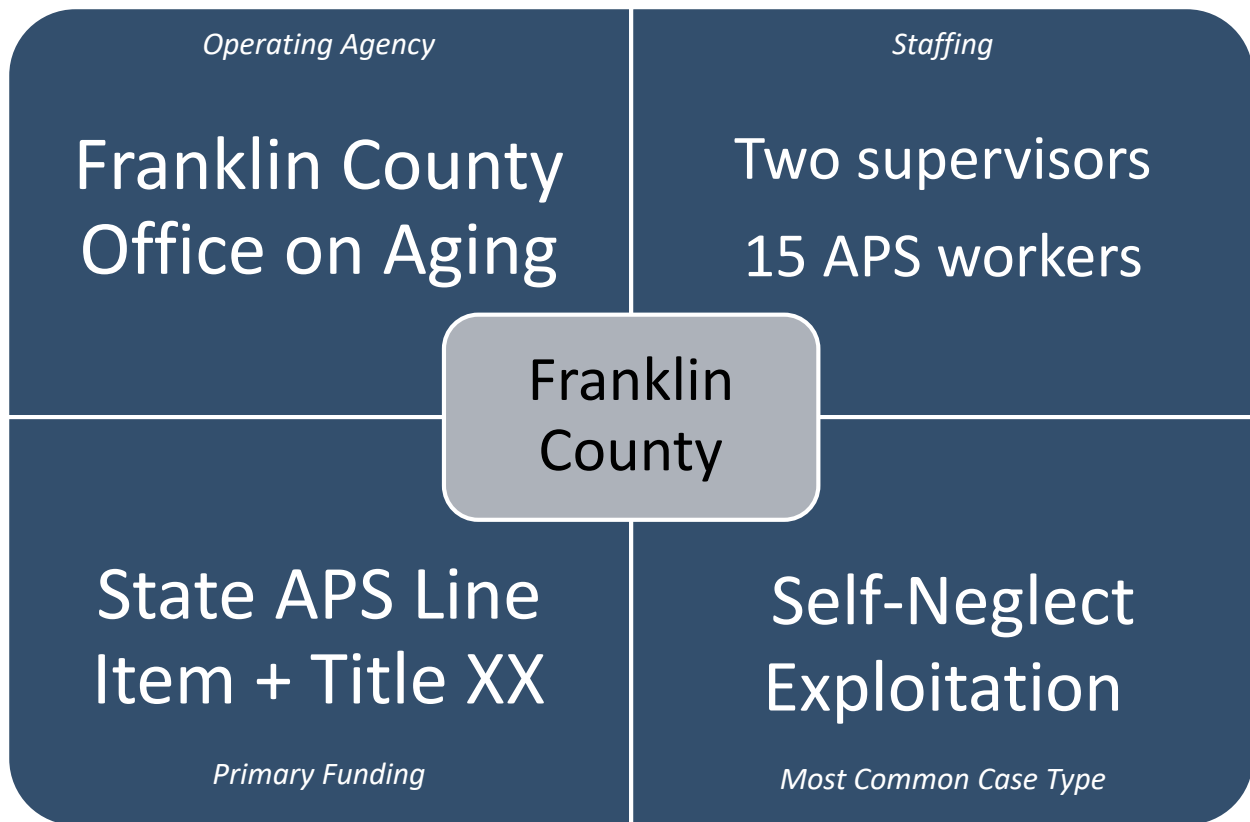 Operating Agency
Franklin County
Office on Aging
Staffing
Two supervisors
15 APS workers
Franklin
County
State APS Line
Item + Title XX
Primary Funding
Self-Neglect
Exploitation
Most Common Case Type